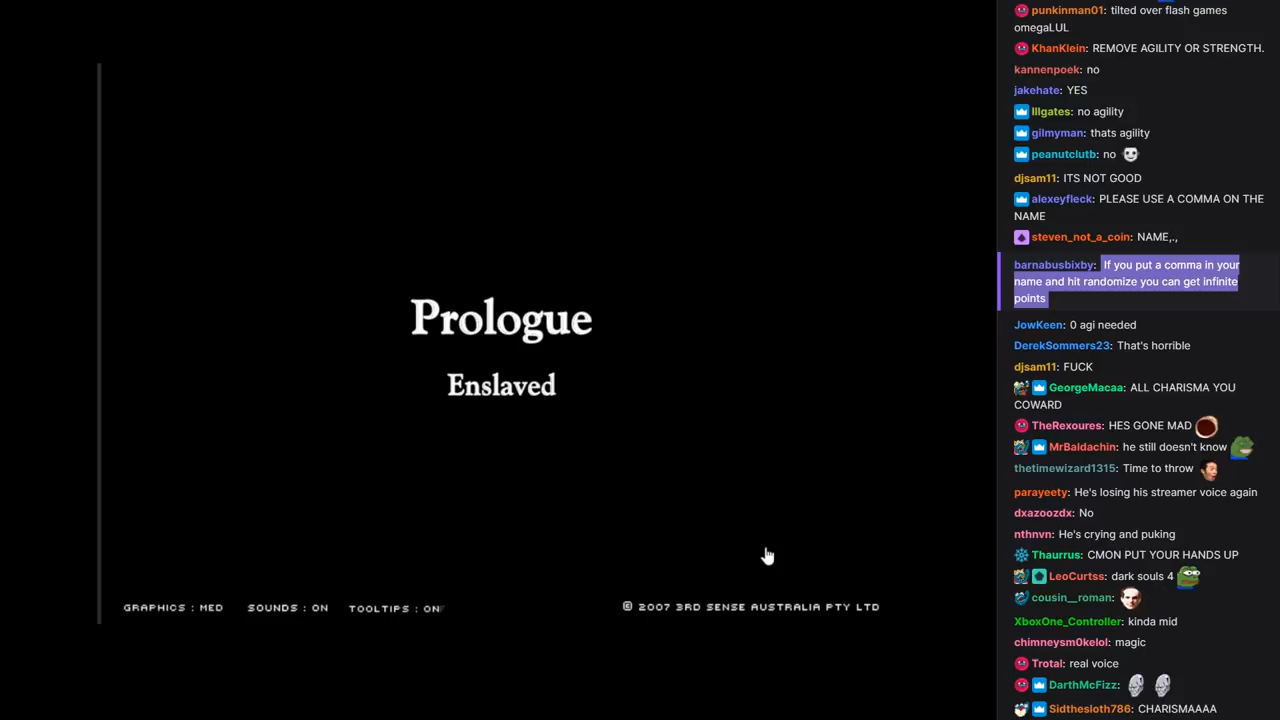 Prologue
Enslaved
GRAPHICS : MED SOUNDS : ON TOOLTIPS : ON
© 2007 3RD SENSE AUSTRALIA PTY LTD
punkinman01: tilted over flash games
omegaLUL
KhanKlein: REMOVE AGILITY OR STRENGTH.
kannenpoek: no
jakehate: YES
lllgates: no agility
gilmyman: thats agility
peanutclutb: no
djsam11: ITS NOT GOOD
alexeyfleck: PLEASE USE A COMMA ON THE
NAME
steven_not_a_coin: NAME,.,
barnabusbixby: If you put a comma in your
name and hit randomize you can get infinite
points
JowKeen: 0 agi needed
DerekSommers23: That's horrible
djsam11: FUCK
GeorgeMacaa: ALL CHARISMA YOU
COWARD
TheRexoures: HES GONE MAD
MrBaldachin: he still doesn't know
thetimewizard1315: Time to throw
parayeety: He's losing his streamer voice again
dxazoozdx: No
nthnvn: He's crying and puking
Thaurrus: CMON PUT YOUR HANDS UP
LeoCurtss: dark souls 4
cousin__roman:
XboxOne_Controller: kinda mid
chimneysm0kelol: magic
Trotal: real voice
DarthMcFizz:
Sidthesloth786: CHARISMAAAA